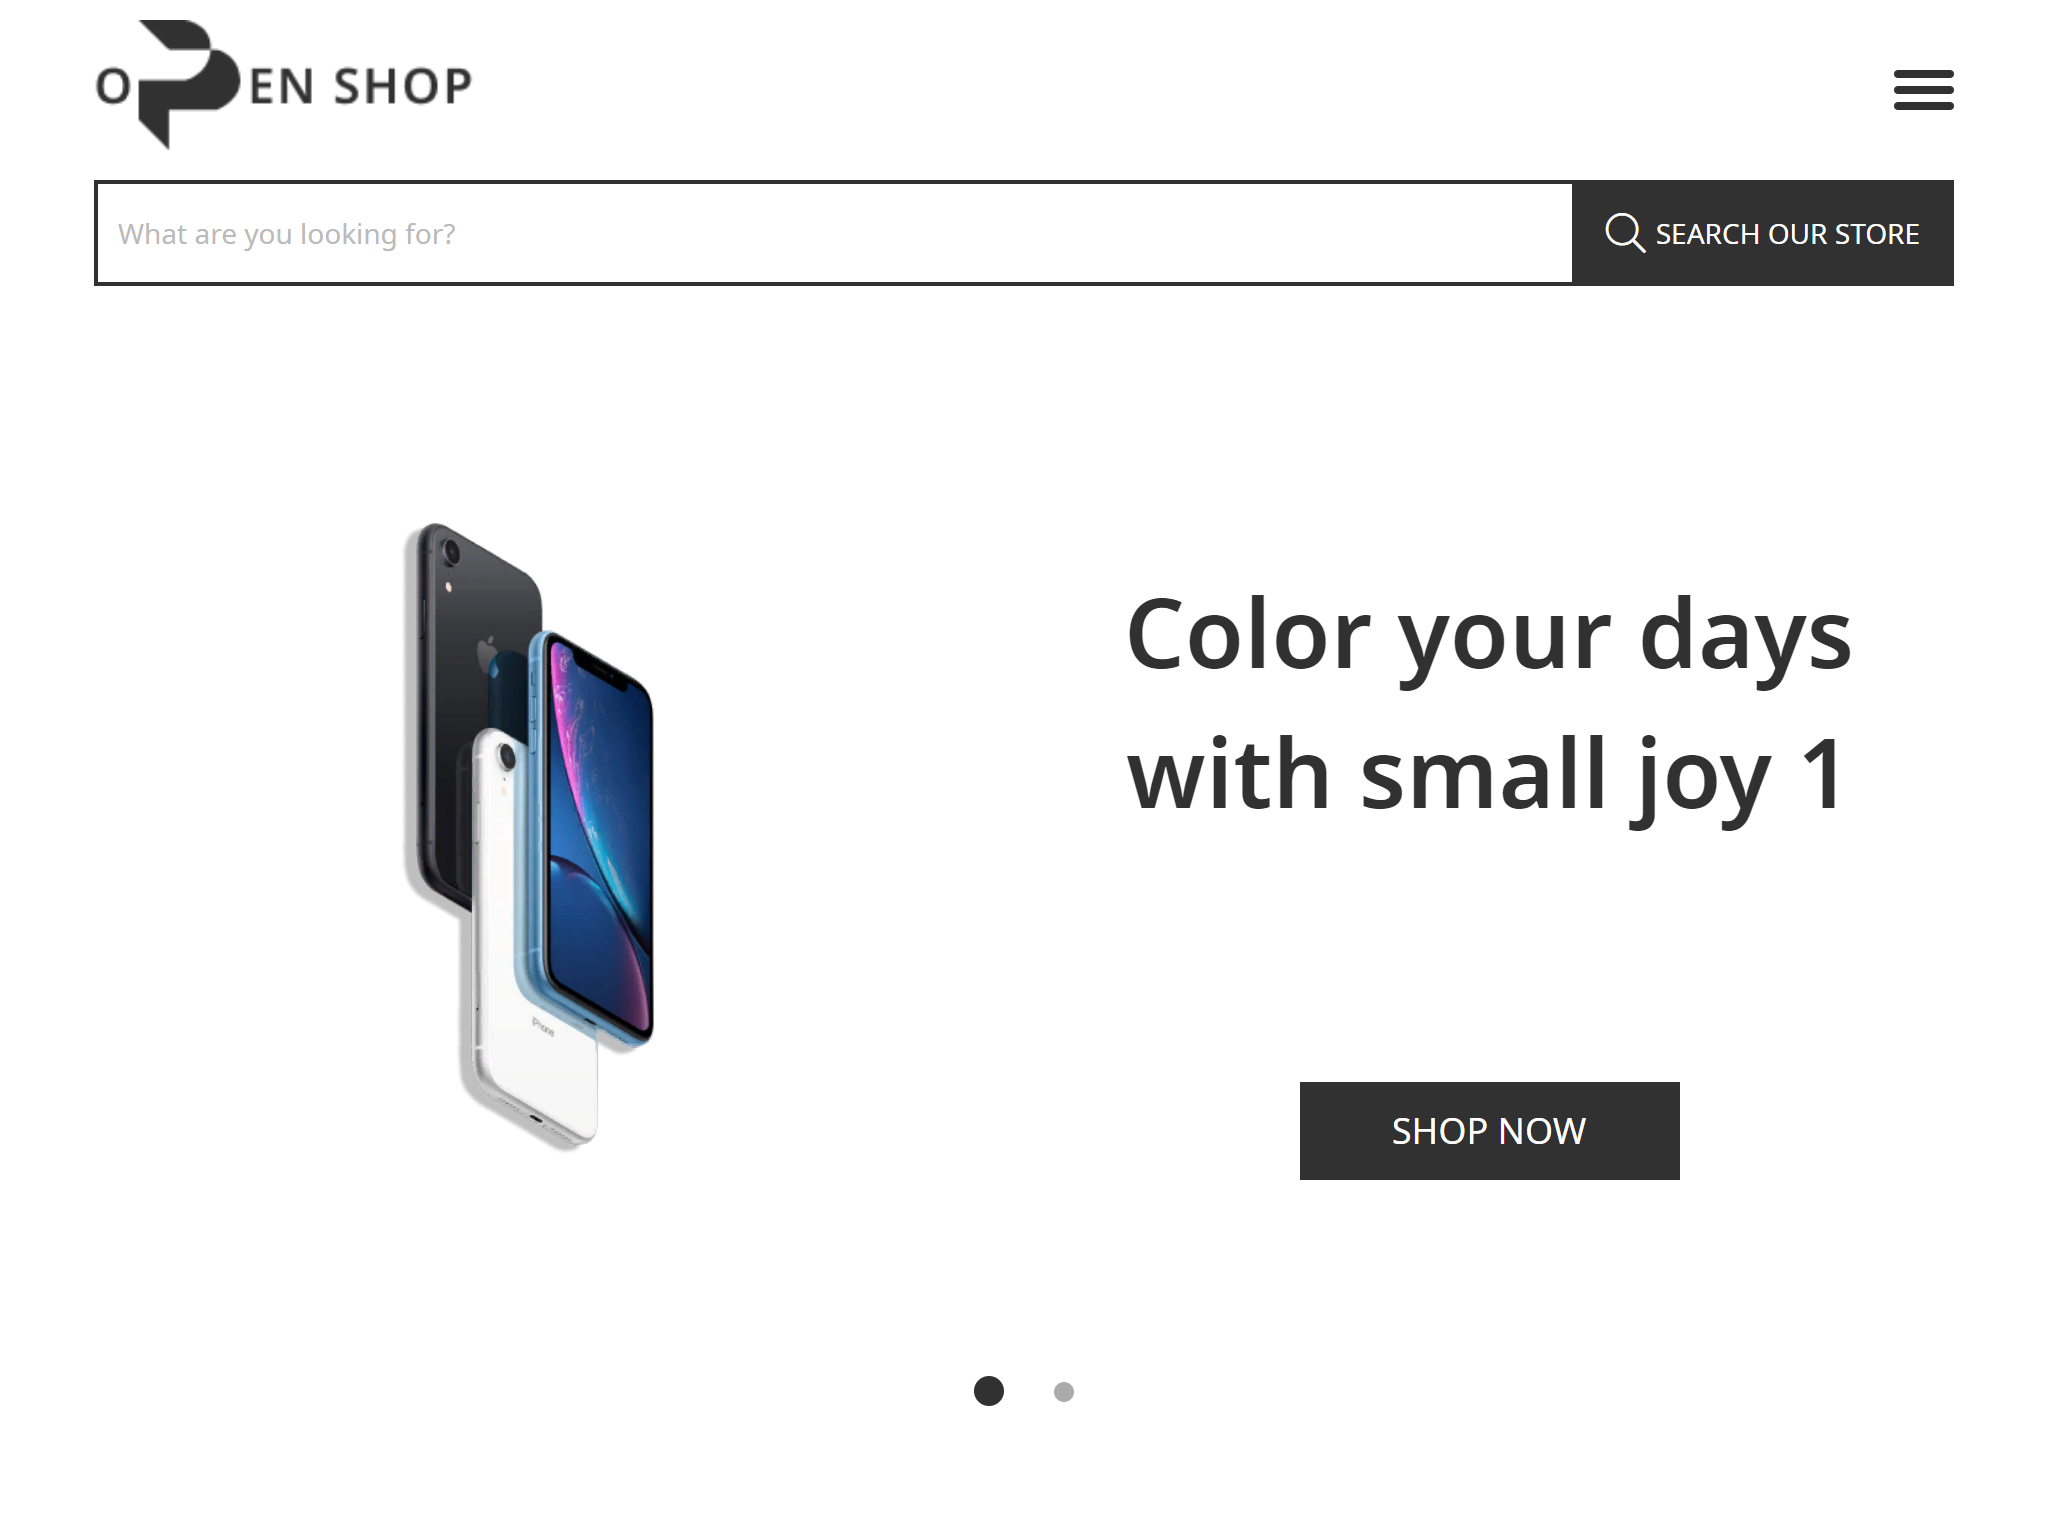 OPEN SHOP
What are you looking for?
SEARCH OUR STORE
Color your days
with small joy 1
iPhone
SHOP NOW